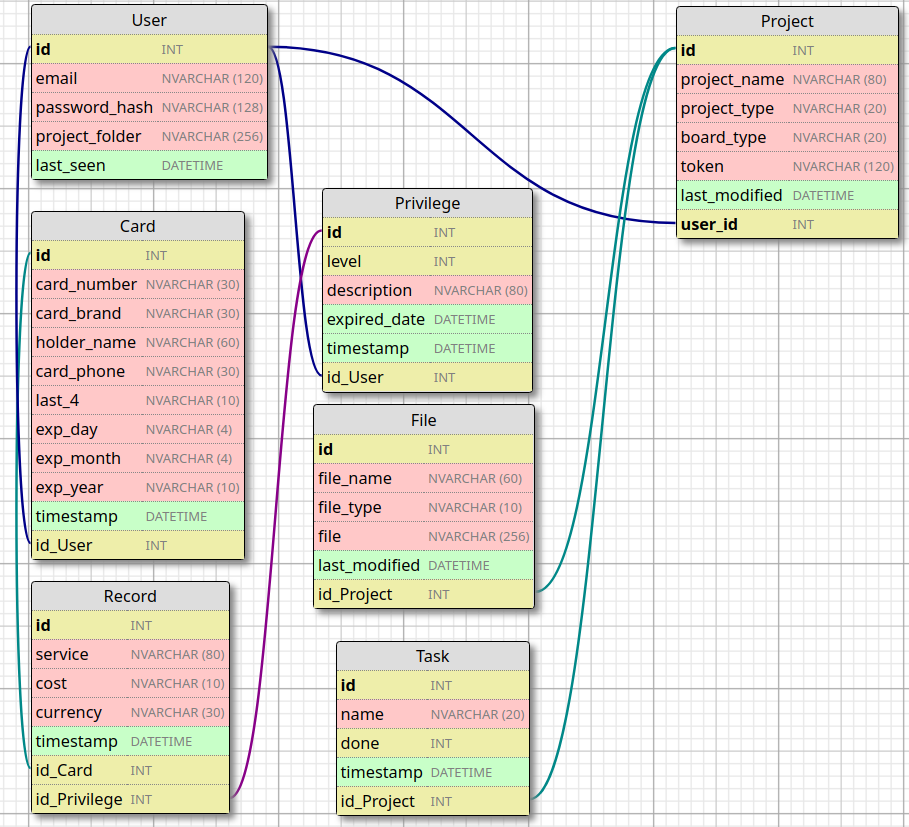 User
id INT
email NVARCHAR (120)
password_hash NVARCHAR (128)
project_folder NVARCHAR (256)
last_seen DATETIME
Project
id INT
project_name NVARCHAR (80)
project_type NVARCHAR (20)
board_type NVARCHAR (20)
token NVARCHAR (120)
last_modified DATETIME
user_id INT
Privilege
id INT
level INT
description NVARCHAR (80)
expired_date DATETIME
timestamp DATETIME
id_User INT
Card
id INT
card_number NVARCHAR (30)
card_brand NVARCHAR (30)
holder_name NVARCHAR (60)
card_phone NVARCHAR (30)
last_4 NVARCHAR (10)
exp_day NVARCHAR (4)
exp_month NVARCHAR (4)
exp_year NVARCHAR (10)
timestamp DATETIME
id_User INT
File
id INT
file_name NVARCHAR (60)
file_type NVARCHAR (10)
file NVARCHAR (256)
last_modified DATETIME
id_Project INT
Record
id INT
service NVARCHAR (80)
cost NVARCHAR (10)
currency NVARCHAR (30)
timestamp DATETIME
id_Card INT
id_Privilege INT
Task
id INT
name NVARCHAR (20)
done INT
timestamp DATETIME
id_Project INT